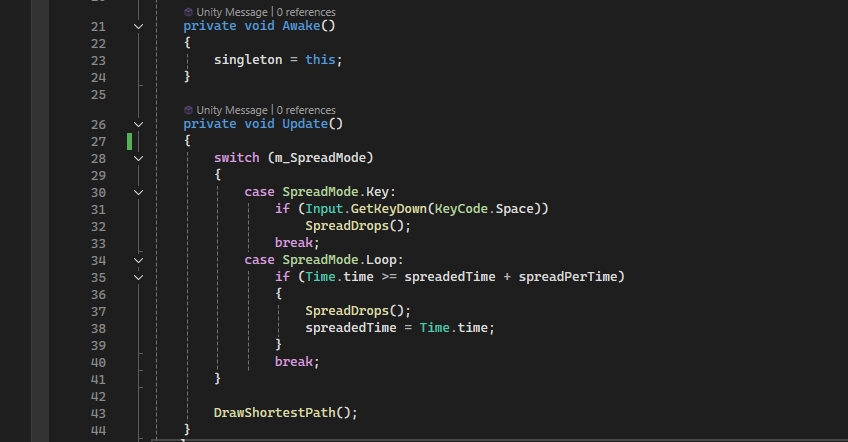 Unity Message | 0 references
21 private void Awake()
22 {
23 singleton = this;
24 }
25
Unity Message | 0 references
26 private void Update()
27 {
28 switch (m_SpreadMode)
29 {
30 case SpreadMode.Key:
31 if (Input.GetKeyDown(KeyCode.Space))
32 SpreadDrops();
33 break;
34 case SpreadMode.Loop:
35 if (Time.time >= spreadedTime + spreadPerTime)
36 {
37 SpreadDrops();
38 spreadedTime = Time.time;
39 }
40 break;
41 }
42
43 DrawShortestPath();
44 }